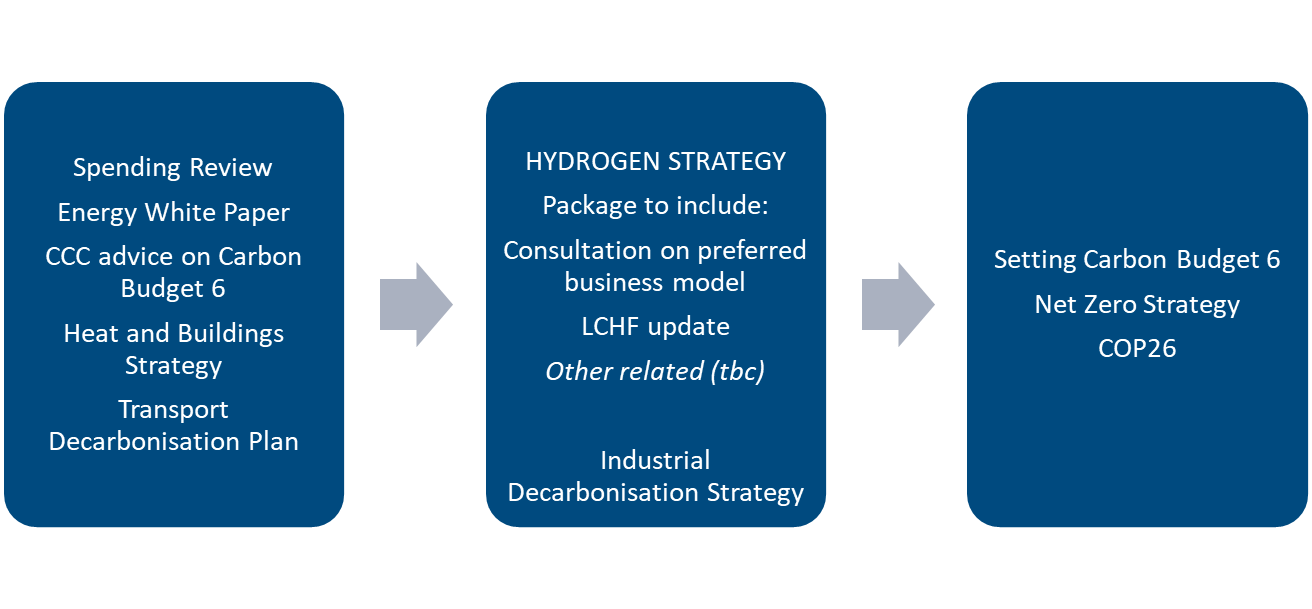 Spending Review
Energy White Paper
CCC advice on Carbon
Budget 6
Heat and Buildings
Strategy
Transport
Decarbonisation Plan
HYDROGEN STRATEGY
Package to include:
Consultation on preferred
business model
LCHF update
Other related (tbc)
Industrial
Decarbonisation Strategy
Setting Carbon Budget 6
Net Zero Strategy
COP26